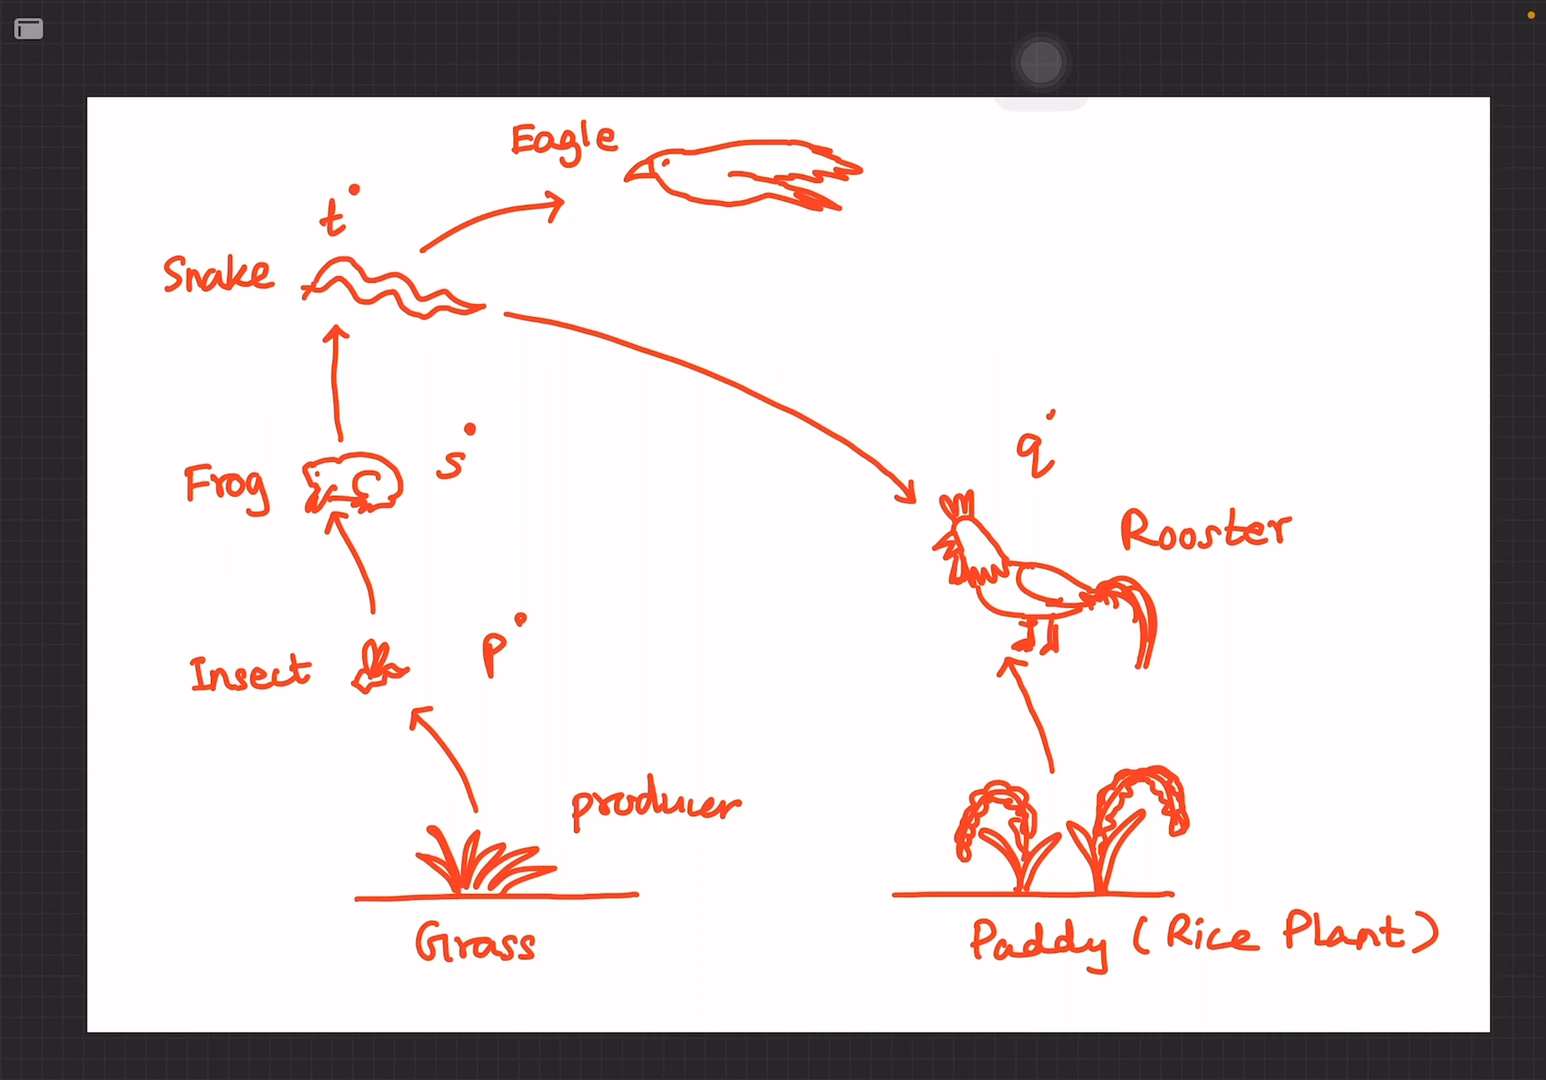 Eagle
t
Snake
q
Frog
s
Rooster
Insect
p
producer
Grass
Paddy (Rice Plant)